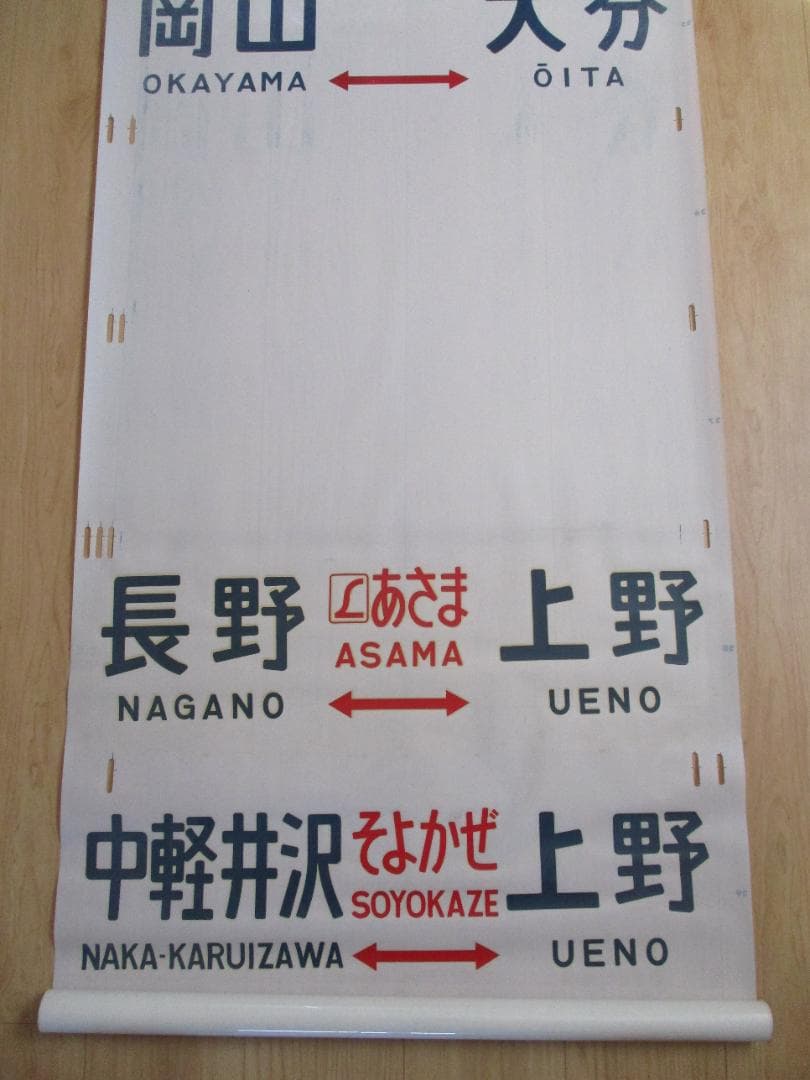 岡山 大分
OKAYAMA ↔ ŌITA
長野 Lあさま 上野
ASAMA
NAGANO ↔ UENO
中軽井沢 そよかぜ 上野
SOYOKAZE
NAKA-KARUIZAWA ↔ UENO